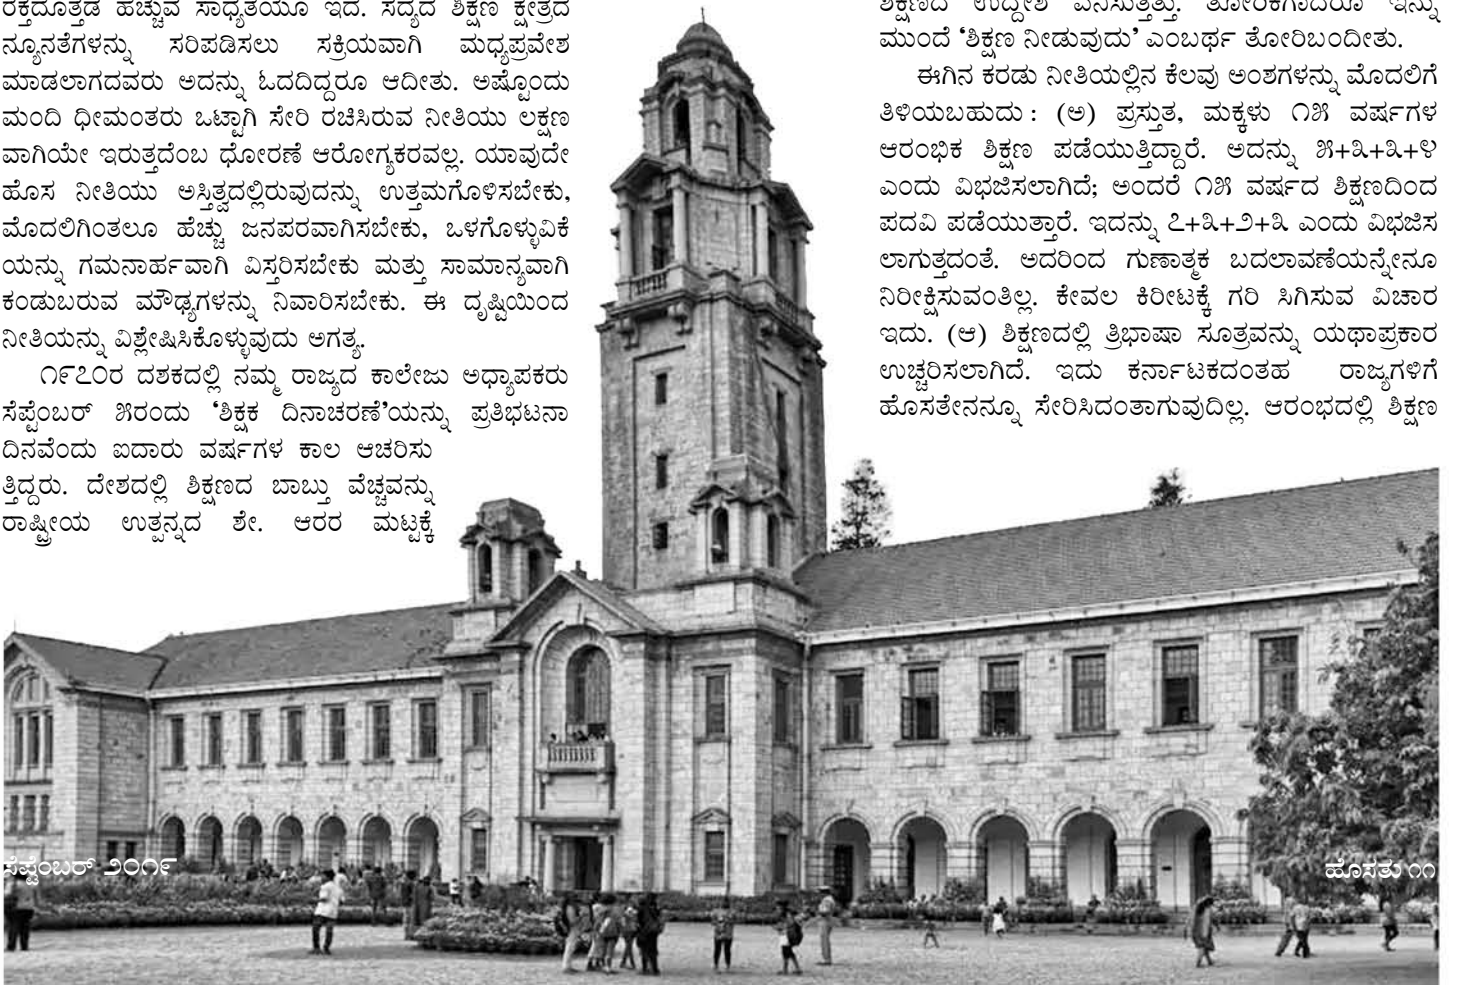 ರಕ್ತದೊತ್ತಡ ಹೆಚ್ಚುವ ಸಾಧ್ಯತೆಯೂ ಇದೆ. ಸದ್ಯದ ಶಿಕ್ಷಣ ಕ್ಷೇತ್ರದ
ನ್ಯೂನತೆಗಳನ್ನು ಸರಿಪಡಿಸಲು ಸಕ್ರಿಯವಾಗಿ ಮಧ್ಯಪ್ರವೇಶ
ಮಾಡಲಾಗದವರು ಅದನ್ನು ಓದದಿದ್ದರೂ ಆದೀತು. ಅಷ್ಟೊಂದು
ಮಂದಿ ಧೀಮಂತರು ಒಟ್ಟಾಗಿ ಸೇರಿ ರಚಿಸಿರುವ ನೀತಿಯು ಲಕ್ಷಣ
ವಾಗಿಯೇ ಇರುತ್ತದೆಂಬ ಧೋರಣೆ ಆರೋಗ್ಯಕರವಲ್ಲ. ಯಾವುದೇ
ಹೊಸ ನೀತಿಯು ಅಸ್ತಿತ್ವದಲ್ಲಿರುವುದನ್ನು ಉತ್ತಮಗೊಳಿಸಬೇಕು,
ಮೊದಲಿಗಿಂತಲೂ ಹೆಚ್ಚು ಜನಪರವಾಗಿಸಬೇಕು, ಒಳಗೊಳ್ಳುವಿಕೆ
ಯನ್ನು ಗಮನಾರ್ಹವಾಗಿ ವಿಸ್ತರಿಸಬೇಕು ಮತ್ತು ಸಾಮಾನ್ಯವಾಗಿ
ಕಂಡುಬರುವ ಮೌಢ್ಯಗಳನ್ನು ನಿವಾರಿಸಬೇಕು. ಈ ದೃಷ್ಟಿಯಿಂದ
ನೀತಿಯನ್ನು ವಿಶ್ಲೇಷಿಸಿಕೊಳ್ಳುವುದು ಅಗತ್ಯ.
೧೯೭೦ರ ದಶಕದಲ್ಲಿ ನಮ್ಮ ರಾಜ್ಯದ ಕಾಲೇಜು ಅಧ್ಯಾಪಕರು
ಸೆಪ್ಟೆಂಬರ್ ೫ರಂದು ‘ಶಿಕ್ಷಕ ದಿನಾಚರಣೆ’ಯನ್ನು ಪ್ರತಿಭಟನಾ
ದಿನವೆಂದು ಐದಾರು ವರ್ಷಗಳ ಕಾಲ ಆಚರಿಸು
ತ್ತಿದ್ದರು. ದೇಶದಲ್ಲಿ ಶಿಕ್ಷಣದ ಬಾಬ್ತು ವೆಚ್ಚವನ್ನು
ರಾಷ್ಟ್ರೀಯ ಉತ್ಪನ್ನದ ಶೇ. ಆರರ ಮಟ್ಟಕ್ಕೆ
ಶಿಕ್ಷಣದ ಉದ್ದೇಶ ಎನಿಸುತ್ತಿತ್ತು. ತೋರಿಕೆಗಾದರೂ ಇನ್ನು
ಮುಂದೆ ‘ಶಿಕ್ಷಣ ನೀಡುವುದು’ ಎಂಬರ್ಥ ತೋರಿಬಂದೀತು.
ಈಗಿನ ಕರಡು ನೀತಿಯಲ್ಲಿನ ಕೆಲವು ಅಂಶಗಳನ್ನು ಮೊದಲಿಗೆ
ತಿಳಿಯಬಹುದು : (ಅ) ಪ್ರಸ್ತುತ, ಮಕ್ಕಳು ೧೫ ವರ್ಷಗಳ
ಆರಂಭಿಕ ಶಿಕ್ಷಣ ಪಡೆಯುತ್ತಿದ್ದಾರೆ. ಅದನ್ನು ೫+೩+೩+೪
ಎಂದು ವಿಭಜಿಸಲಾಗಿದೆ; ಅಂದರೆ ೧೫ ವರ್ಷದ ಶಿಕ್ಷಣದಿಂದ
ಪದವಿ ಪಡೆಯುತ್ತಾರೆ. ಇದನ್ನು ೭+೩+೨+೩ ಎಂದು ವಿಭಜಿಸ
ಲಾಗುತ್ತದಂತೆ. ಅದರಿಂದ ಗುಣಾತ್ಮಕ ಬದಲಾವಣೆಯನ್ನೇನೂ
ನಿರೀಕ್ಷಿಸುವಂತಿಲ್ಲ. ಕೇವಲ ಕಿರೀಟಕ್ಕೆ ಗರಿ ಸಿಗಿಸುವ ವಿಚಾರ
ಇದು. (ಆ) ಶಿಕ್ಷಣದಲ್ಲಿ ತ್ರಿಭಾಷಾ ಸೂತ್ರವನ್ನು ಯಥಾಪ್ರಕಾರ
ಉಚ್ಚರಿಸಲಾಗಿದೆ. ಇದು ಕರ್ನಾಟಕದಂತಹ ರಾಜ್ಯಗಳಿಗೆ
ಹೊಸತೇನನ್ನೂ ಸೇರಿಸಿದಂತಾಗುವುದಿಲ್ಲ. ಆರಂಭದಲ್ಲಿ ಶಿಕ್ಷಣ
ಸೆಪ್ಟೆಂಬರ್ ೨೦೧೯
ಹೊಸತು ೧೧